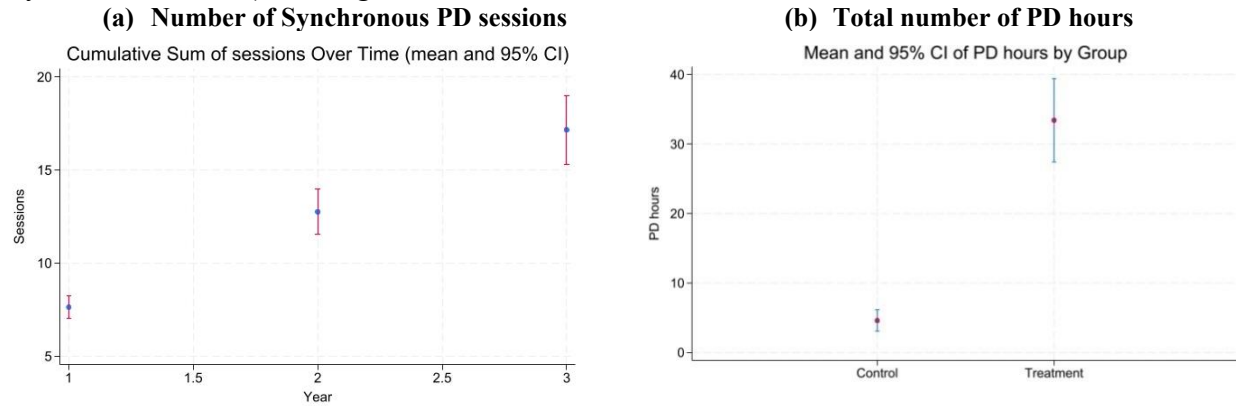 (a) Number of Synchronous PD sessions
Cumulative Sum of sessions Over Time (mean and 95% CI)
20
15
10
5
Sessions
1
1.5
2
2.5
3
Year
(b) Total number of PD hours
Mean and 95% CI of PD hours by Group
40
30
20
10
0
PD hours
Control
Treatment